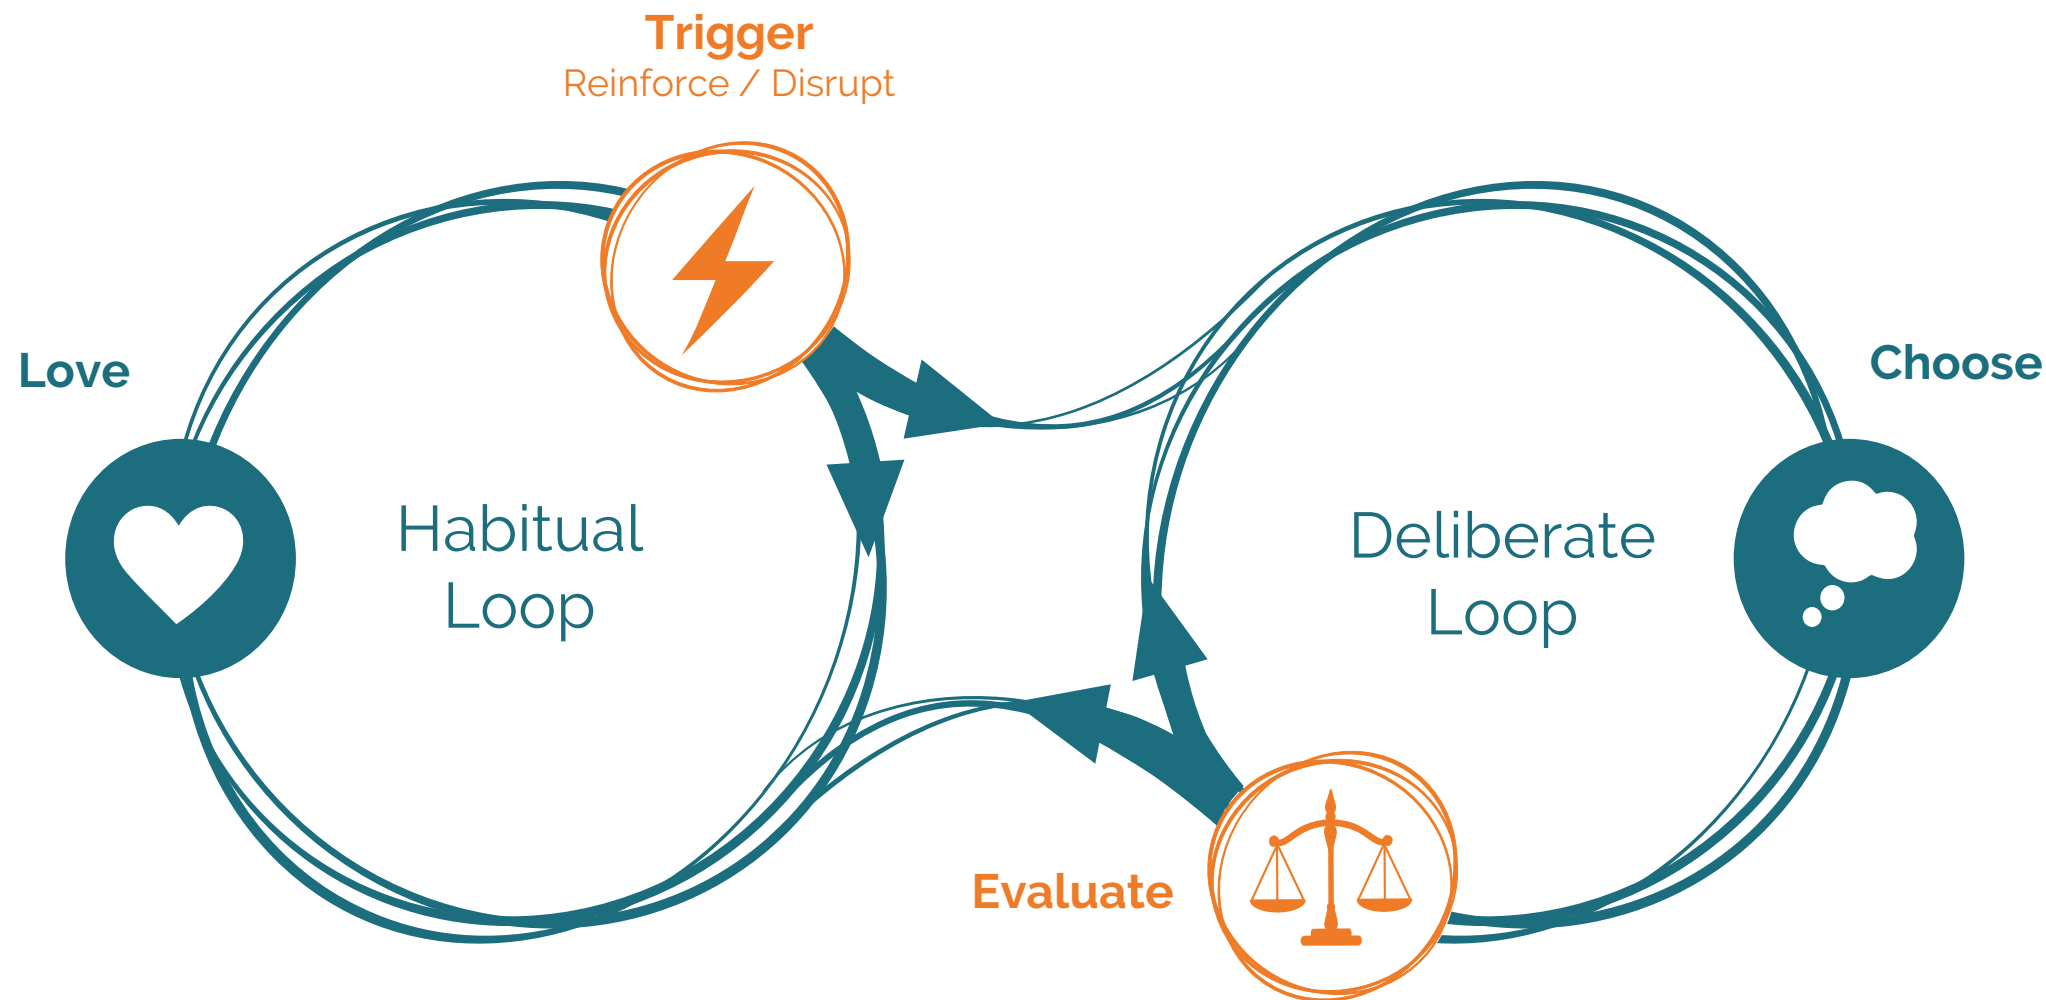 Trigger
Reinforce / Disrupt
Love
Choose
Habitual
Loop
Deliberate
Loop
Evaluate